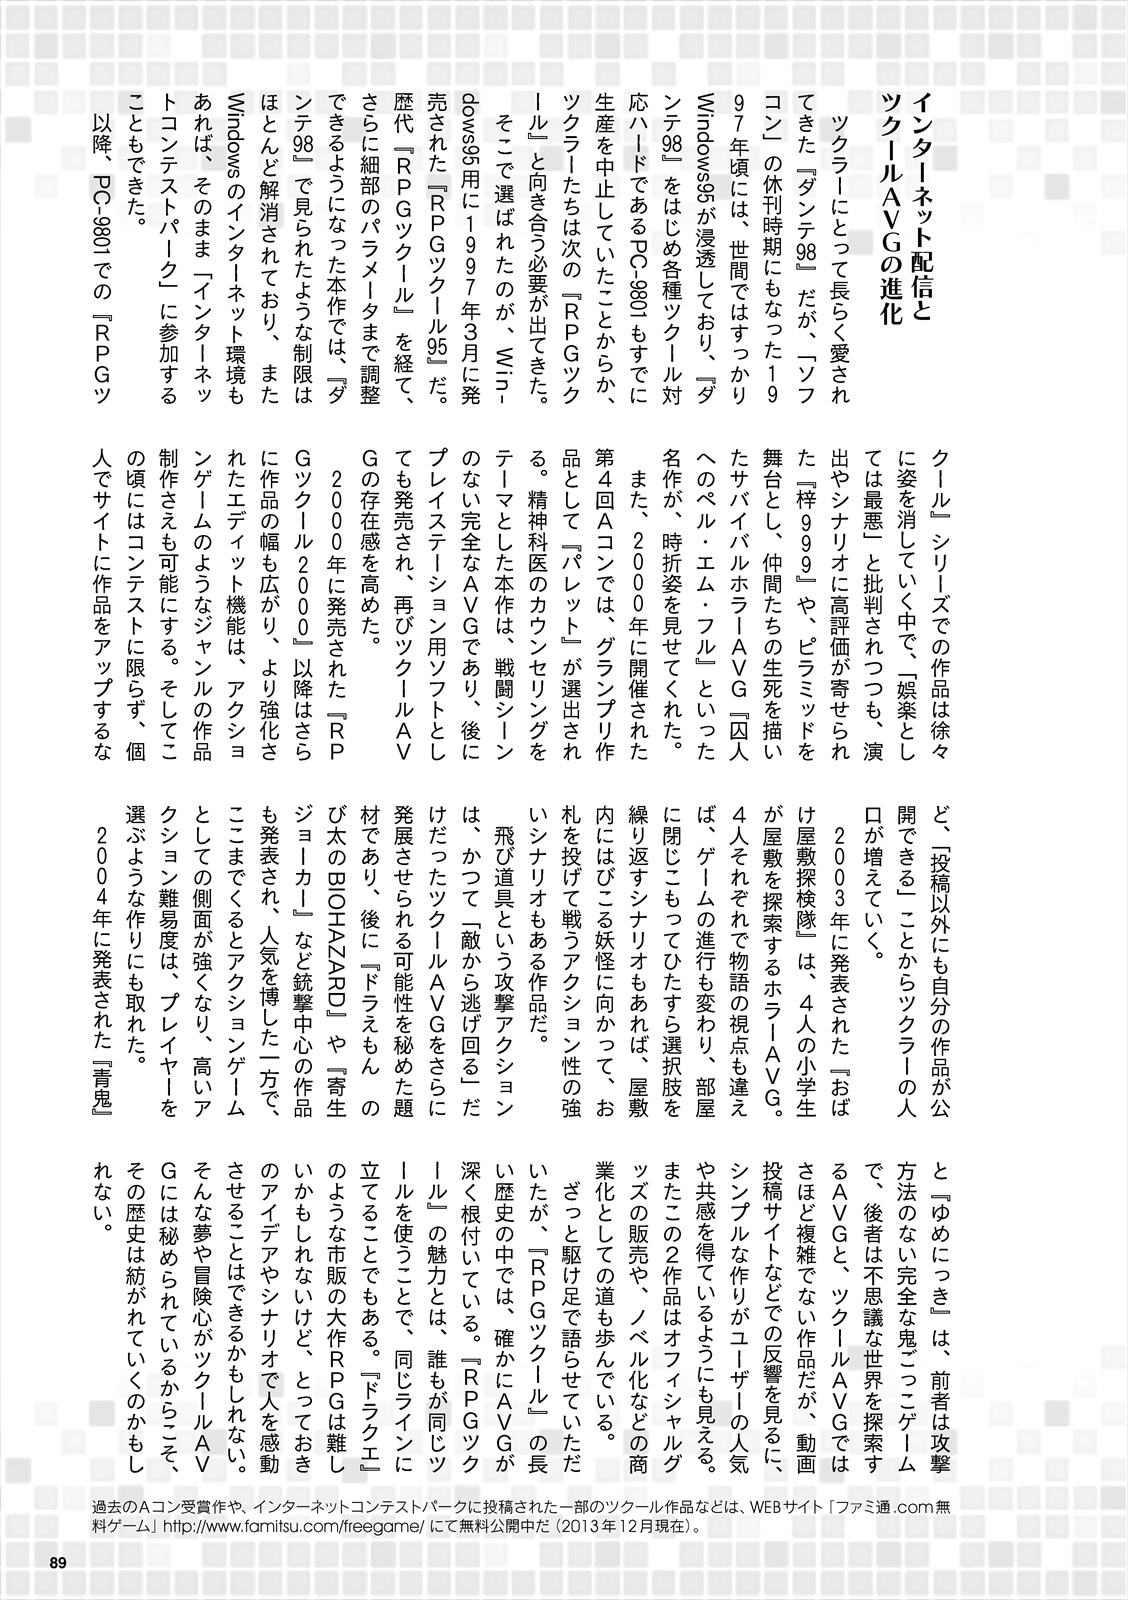 インターネット配信と
ツクールAVGの進化
　ツクラーにとって長らく愛され
てきた『ダンテ98』だが、「ソフ
コン」の休刊時期にもなった19
97年頃には、世間ではすっかり
Windows95が浸透しており、『ダ
ンテ98』をはじめ各種ツクール対
応ハードであるPC-9801もすでに
生産を中止していたことからか、
ツクラーたちは次の『RPGツク
ール』と向き合う必要が出てきた。
　そこで選ばれたのが、Win-
dows95用に1997年3月に発
売された『RPGツクール95』だ。
歴代『RPGツクール』を経て、
さらに細部のパラメータまで調整
できるようになった本作では、『ダ
ンテ98』で見られたような制限は
ほとんど解消されており、また
Windowsのインターネット環境も
あれば、そのまま「インターネッ
トコンテストパーク」に参加する
こともできた。
　以降、PC-9801での『RPGツ
クール』シリーズでの作品は徐々
に姿を消していく中で、「娯楽とし
ては最悪」と批判されつつも、演
出やシナリオに高評価が寄せられ
た『梓999』や、ピラミッドを
舞台とし、仲間たちの生死を描い
たサバイバルホラーAVG『囚人
へのペル・エム・フル』といった
名作が、時折姿を見せてくれた。
　また、2000年に開催された
第4回Aコンでは、グランプリ作
品として『パレット』が選出され
る。精神科医のカウンセリングを
テーマとした本作は、戦闘シーン
のない完全なAVGであり、後に
プレイステーション用ソフトとし
ても発売され、再びツクールAV
Gの存在感を高めた。
　2000年に発売された『RP
Gツクール2000』以降はさら
に作品の幅も広がり、より強化さ
れたエディット機能は、アクショ
ンゲームのようなジャンルの作品
制作さえも可能にする。そしてこ
の頃にはコンテストに限らず、個
人でサイトに作品をアップするな
ど、「投稿以外にも自分の作品が公
開できる」ことからツクラーの人
口が増えていく。
　2003年に発表された『おば
け屋敷探検隊』は、4人の小学生
が屋敷を探索するホラーAVG。
4人それぞれで物語の視点も違え
ば、ゲームの進行も変わり、部屋
に閉じこもってひたすら選択肢を
繰り返すシナリオもあれば、屋敷
内にはびこる妖怪に向かって、お
札を投げて戦うアクション性の強
いシナリオもある作品だ。
　飛び道具という攻撃アクション
は、かつて「敵から逃げ回る」だ
けだったツクールAVGをさらに
発展させられる可能性を秘めた題
材であり、後に『ドラえもん　の
び太のBIOHAZARD』や『寄生
ジョーカー』など銃撃中心の作品
も発表され、人気を博した一方で、
ここまでくるとアクションゲーム
としての側面が強くなり、高いア
クション難易度は、プレイヤーを
選ぶような作りにも取れた。
　2004年に発表された『青鬼』
と『ゆめにっき』は、前者は攻撃
方法のない完全な鬼ごっこゲーム
で、後者は不思議な世界を探索す
るAVGと、ツクールAVGでは
さほど複雑でない作品だが、動画
投稿サイトなどでの反響を見るに、
シンプルな作りがユーザーの人気
や共感を得ているようにも見える。
またこの2作品はオフィシャルグ
ッズの販売や、ノベル化などの商
業化としての道も歩んでいる。
　ざっと駆け足で語らせていただ
いたが、『RPGツクール』の長
い歴史の中では、確かにAVGが
深く根付いている。『RPGツク
ール』の魅力とは、誰もが同じツ
ールを使うことで、同じラインに
立てることでもある。『ドラクエ』
のような市販の大作RPGは難し
いかもしれないけど、とっておき
のアイデアやシナリオで人を感動
させることはできるかもしれない。
そんな夢や冒険心がツクールAV
Gには秘められているからこそ、
その歴史は紡がれていくのかもし
れない。
過去のAコン受賞作や、インターネットコンテストパークに投稿された一部のツクール作品などは、WEBサイト「ファミ通.com無
料ゲーム」http://www.famitsu.com/freegame/にて無料公開中だ（2013年12月現在）。
89